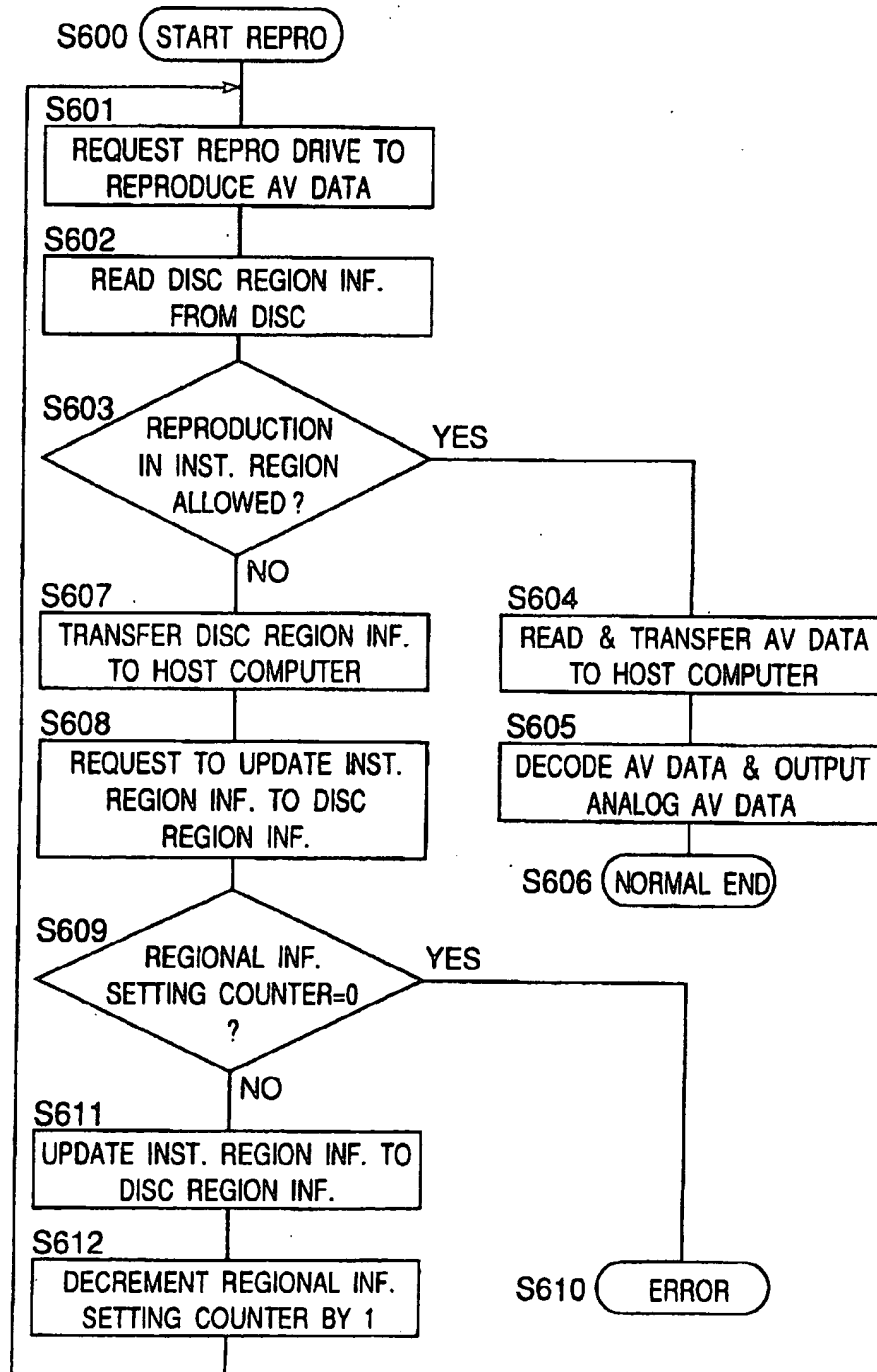 S600 START REPRO
S601
REQUEST REPRO DRIVE TO
REPRODUCE AV DATA
S602
READ DISC REGION INF.
FROM DISC
S603
REPRODUCTION
IN INST. REGION
ALLOWED ?
YES
NO
S607
TRANSFER DISC REGION INF.
TO HOST COMPUTER
S604
READ & TRANSFER AV DATA
TO HOST COMPUTER
S608
REQUEST TO UPDATE INST.
REGION INF. TO DISC
REGION INF.
S605
DECODE AV DATA & OUTPUT
ANALOG AV DATA
S606 NORMAL END
S609
REGIONAL INF.
SETTING COUNTER=0
?
YES
NO
S611
UPDATE INST. REGION INF. TO
DISC REGION INF.
S612
DECREMENT REGIONAL INF.
SETTING COUNTER BY 1
S610 ERROR